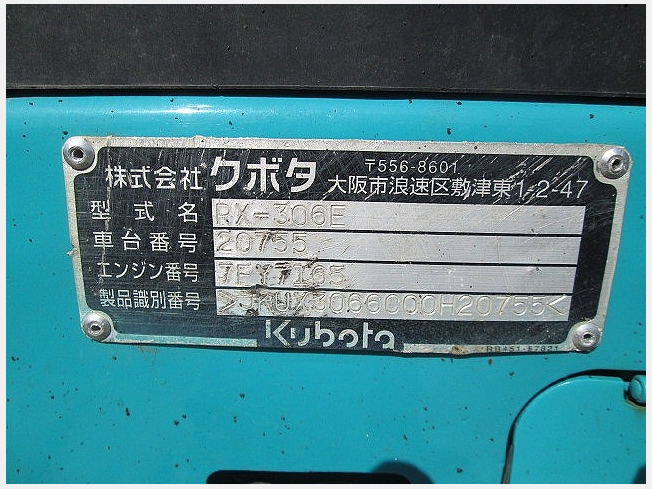 株式会社クボタ 〒556-8601
大阪市浪速区敷津東1-2-47
型式名 RX-306E
車台番号 20755
エンジン番号 7EY7165
製品識別番号 >JKUX3066C00H20755<
Kubota